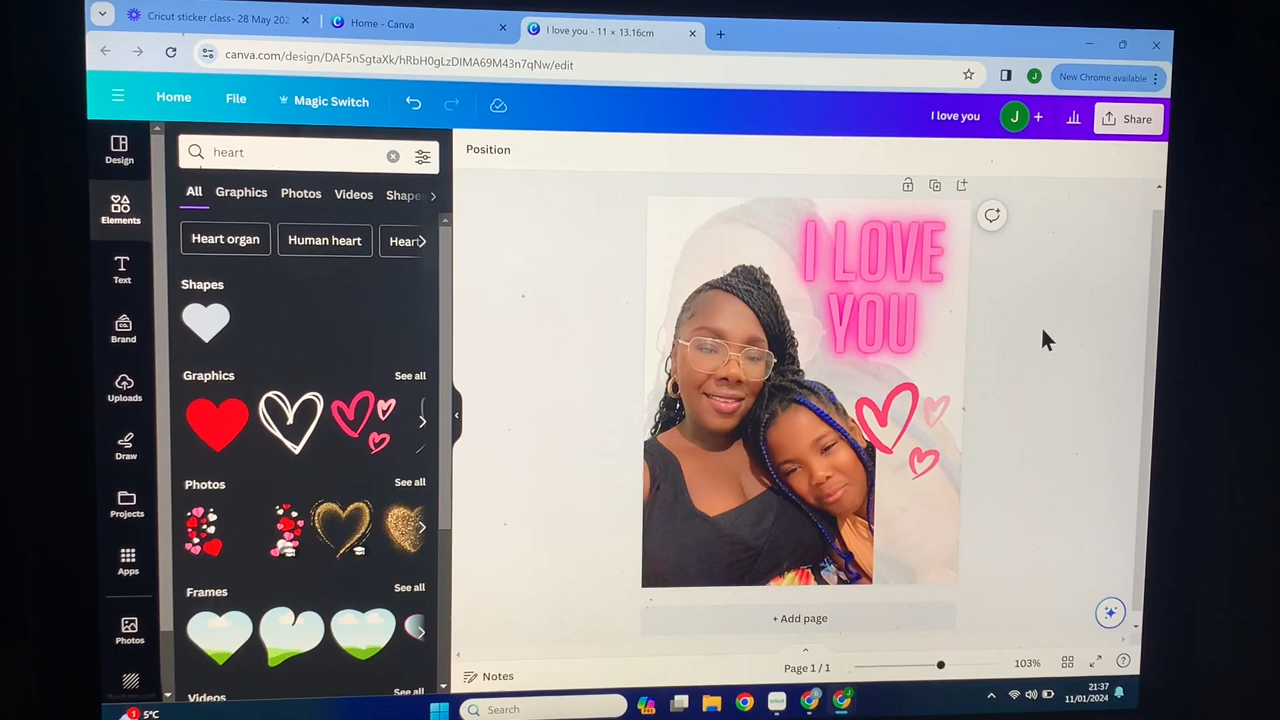 Cricut sticker class- 28 May 202
Home - Canva
I love you - 11 × 13.16cm
canva.com/design/DAF5nSgtaXk/hRbH0gLzDIMA69M43n7qNw/edit
J
New Chrome available
Home
File
Magic Switch
I love you
J
Share
Design
Elements
Text
Brand
Uploads
Draw
Projects
Apps
Photos
heart
All
Graphics
Photos
Videos
Shape
Heart organ
Human heart
Heart
Shapes
Graphics
See all
Photos
See all
Frames
See all
Videos
See all
Position
I LOVE
YOU
+ Add page
Notes
Page 1 / 1
103%
1
5°C
Search
21:37
11/01/2024